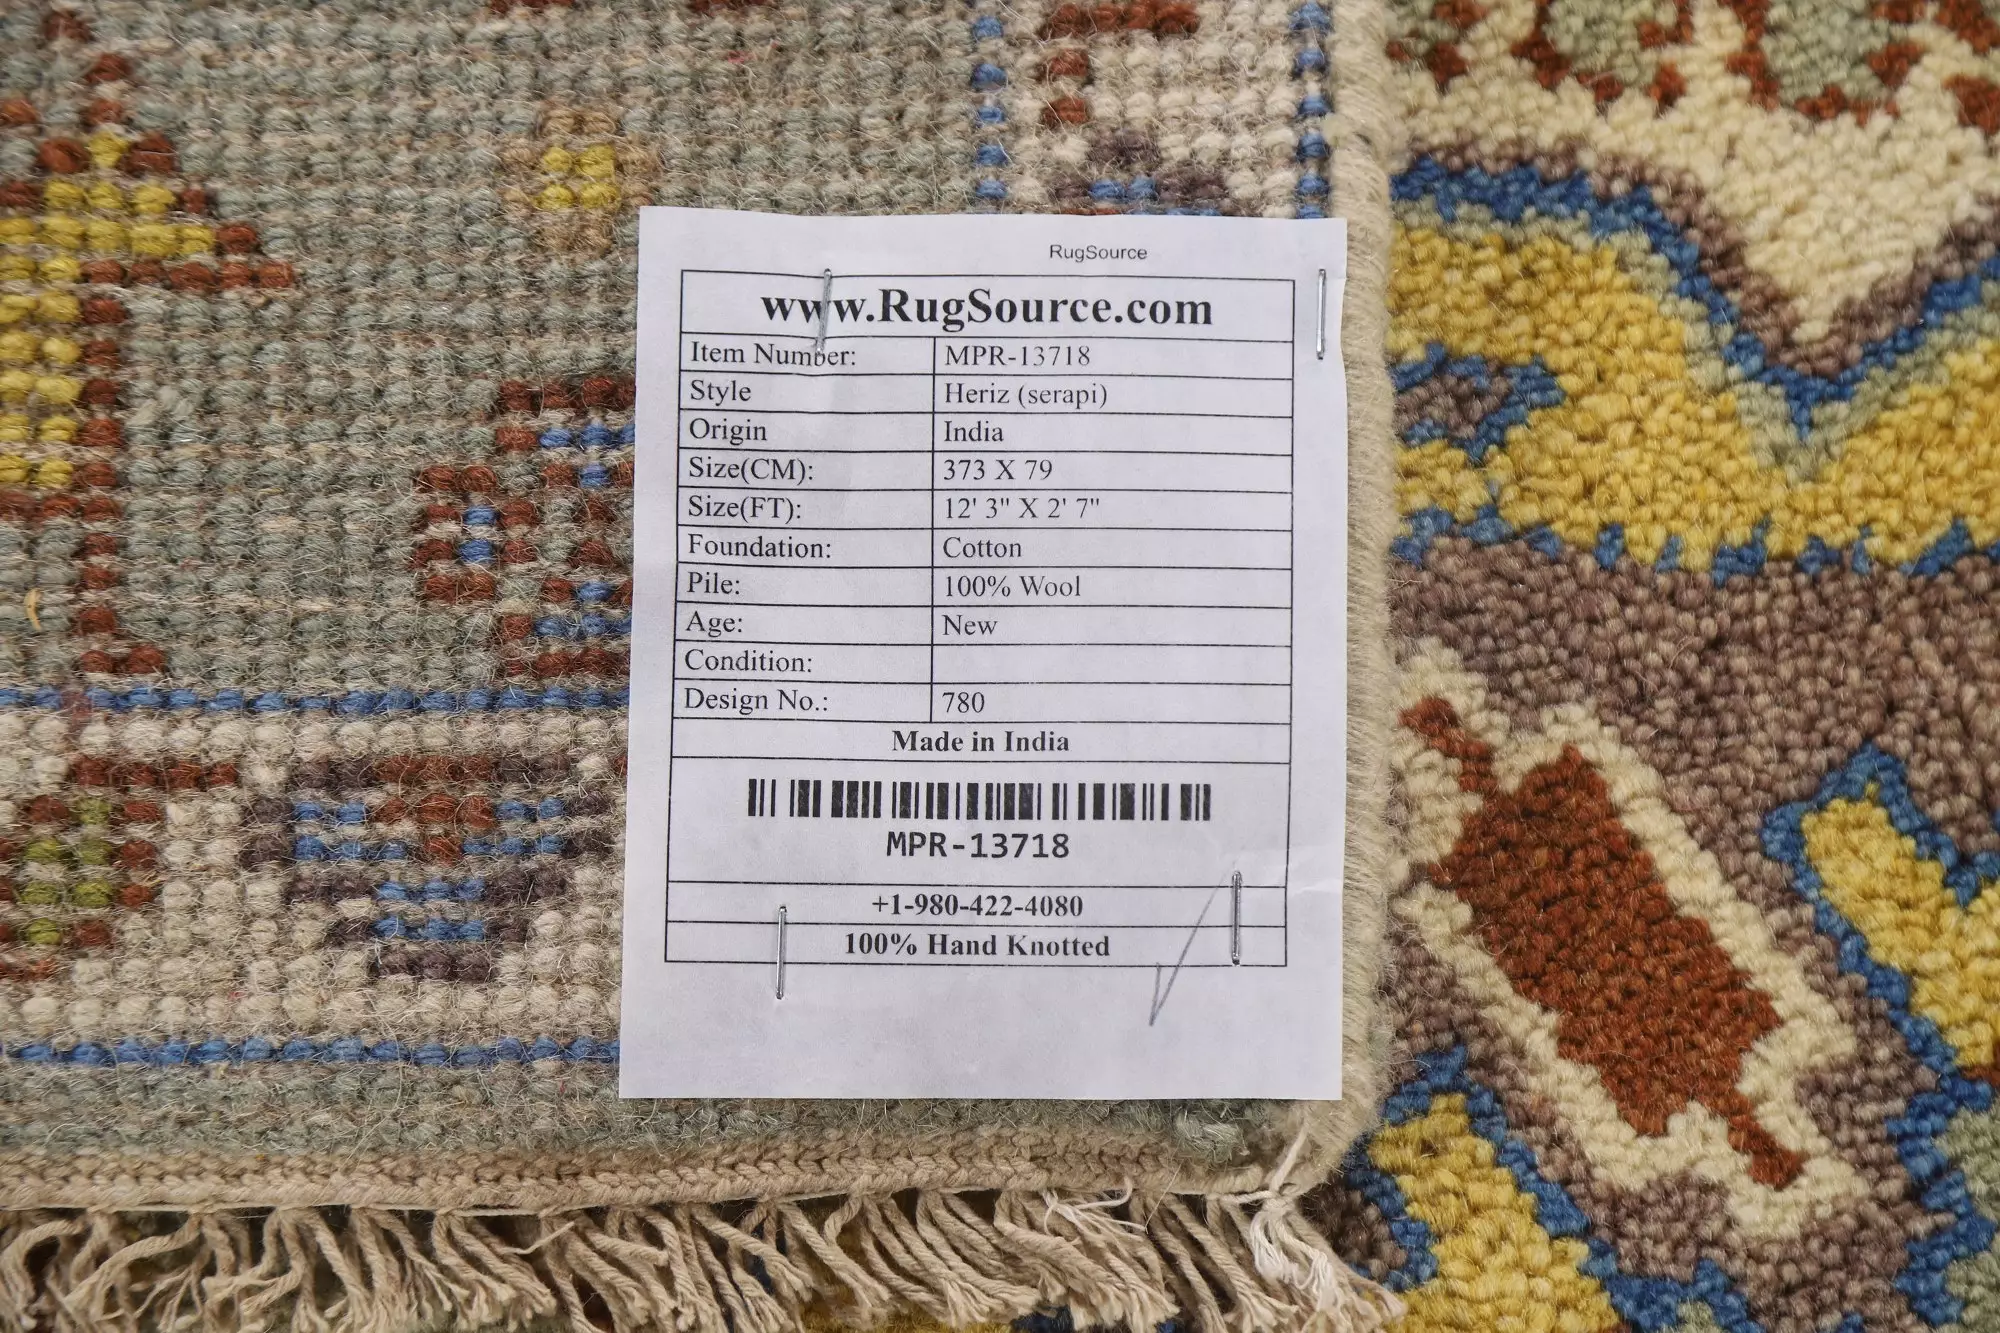 RugSource
www.RugSource.com
Item Number: MPR-13718
Style Heriz (serapi)
Origin India
Size(CM): 373 X 79
Size(FT): 12' 3" X 2' 7"
Foundation: Cotton
Pile: 100% Wool
Age: New
Condition:
Design No.: 780
Made in India
MPR-13718
+1-980-422-4080
100% Hand Knotted